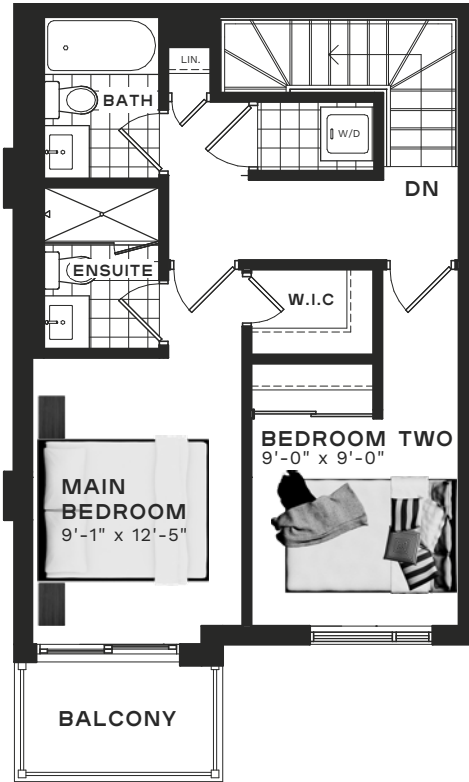 LIN.
BATH
W/D
DN
ENSUITE
W.I.C
BEDROOM TWO
9'-0" x 9'-0"
MAIN
BEDROOM
9'-1" x 12'-5"
BALCONY